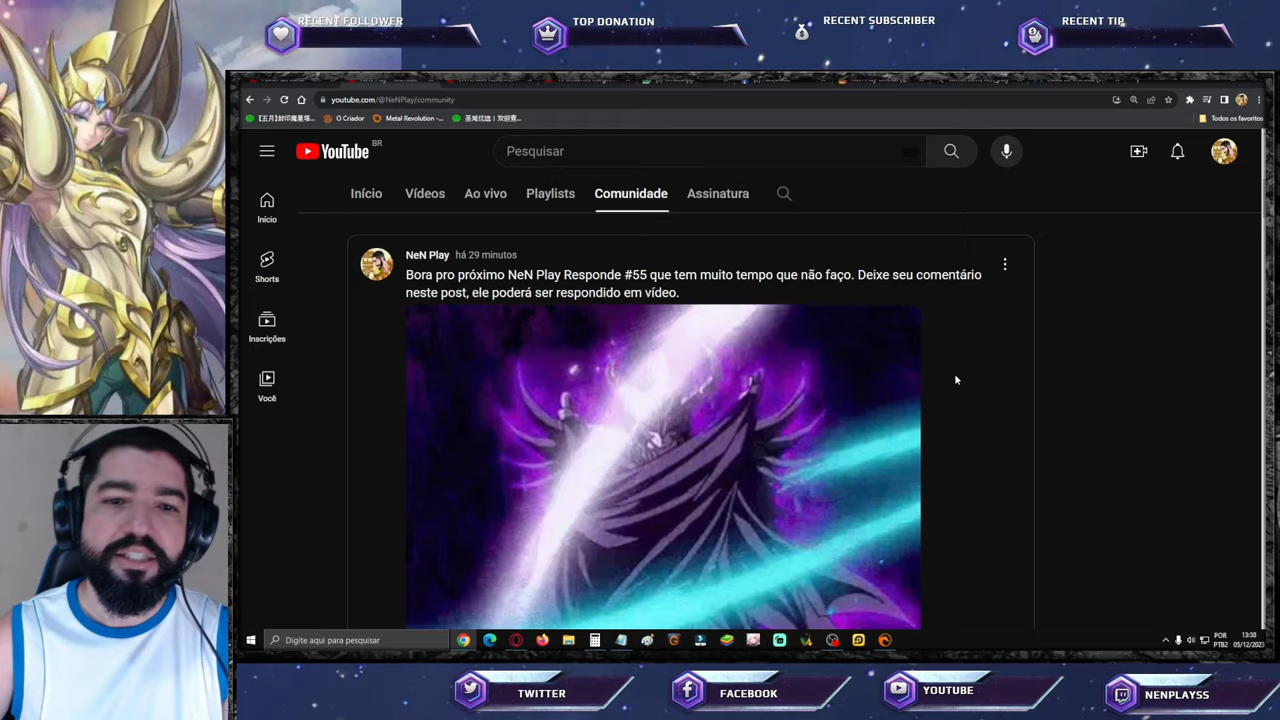 RECENT FOLLOWER
TOP DONATION
RECENT SUBSCRIBER
RECENT TIP
youtube.com/@NeNPlay/community
O Criador
Metal Revolution -...
Todos os favoritos
YouTube BR
Pesquisar
Início
Vídeos
Ao vivo
Playlists
Comunidade
Assinatura
Início
Shorts
Inscrições
Você
NeN Play há 29 minutos
Bora pro próximo NeN Play Responde #55 que tem muito tempo que não faço. Deixe seu comentário
neste post, ele poderá ser respondido em vídeo.
Digite aqui para pesquisar
POR
PTB2
13:38
05/12/2023
TWITTER
FACEBOOK
YOUTUBE
NENPLAYSS